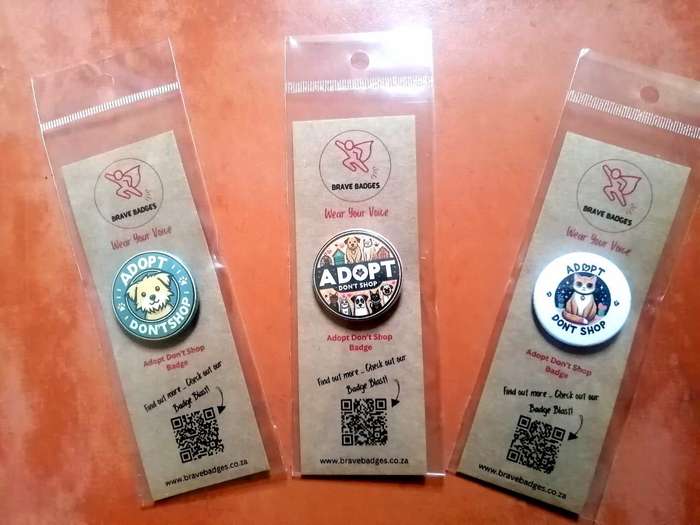 BRAVE BADGES
Wear Your Voice
ADOPT
DON'T SHOP
Adopt Don't Shop
Badge
Find out more... Check out our
Badge Blast!
www.bravebadges.co.za
BRAVE BADGES
Wear Your Voice
ADOPT
DON'T SHOP
Adopt Don't Shop
Badge
Find out more... Check out our
Badge Blast!
www.bravebadges.co.za
BRAVE BADGES
Wear Your Voice
ADOPT
DON'T SHOP
Adopt Don't Shop
Badge
Find out more... Check out our
Badge Blast!
www.bravebadges.co.za